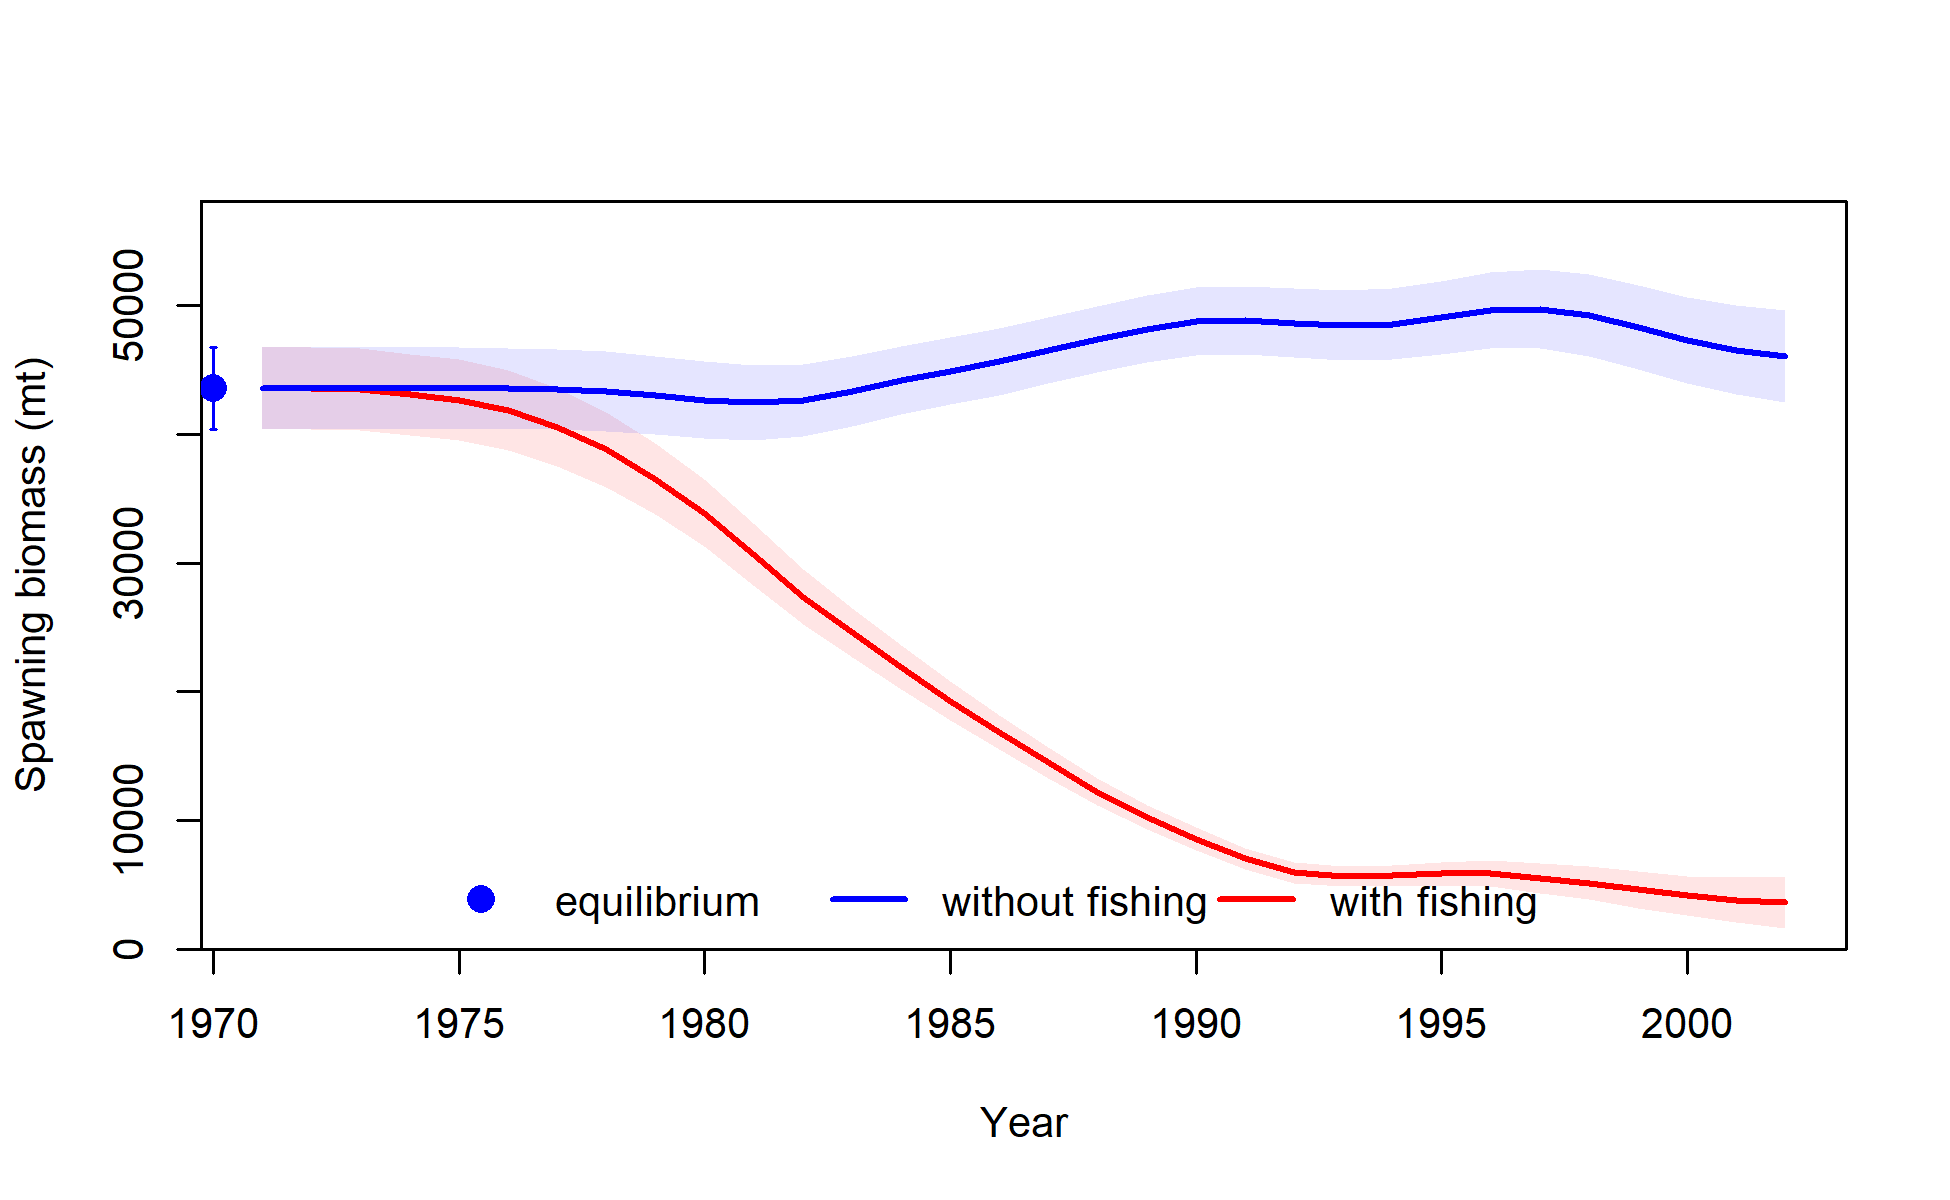 Spawning biomass (mt)
50000
30000
10000
0
equilibrium without fishing with fishing
1970 1975 1980 1985 1990 1995 2000
Year